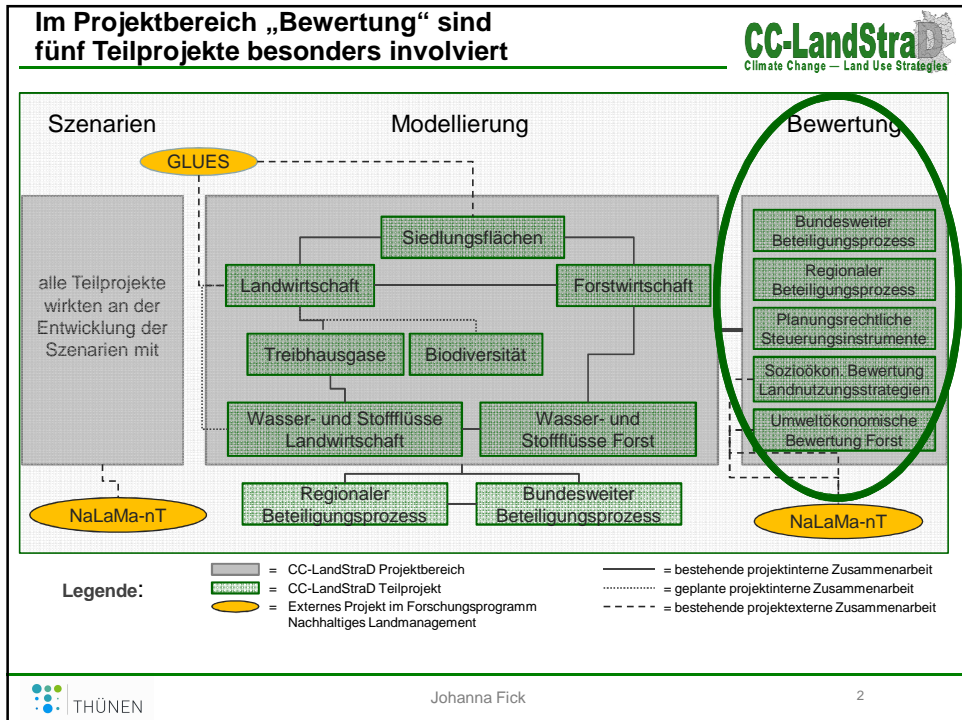 Im Projektbereich „Bewertung“ sind
fünf Teilprojekte besonders involviert
CC-LandStraD
Climate Change — Land Use Strategies
Szenarien
Modellierung
Bewertung
GLUES
alle Teilprojekte
wirkten an der
Entwicklung der
Szenarien mit
Siedlungsflächen
Landwirtschaft
Forstwirtschaft
Treibhausgase
Biodiversität
Wasser- und Stoffflüsse
Landwirtschaft
Wasser- und
Stoffflüsse Forst
Regionaler
Beteiligungsprozess
Bundesweiter
Beteiligungsprozess
Bundesweiter
Beteiligungsprozess
Regionaler
Beteiligungsprozess
Planungsrechtliche
Steuerungsinstrumente
Sozioökon. Bewertung
Landnutzungsstrategien
Umweltökonomische
Bewertung Forst
NaLaMa-nT
NaLaMa-nT
Legende:
= CC-LandStraD Projektbereich
= CC-LandStraD Teilprojekt
= Externes Projekt im Forschungsprogramm
Nachhaltiges Landmanagement
= bestehende projektinterne Zusammenarbeit
= geplante projektinterne Zusammenarbeit
= bestehende projektexterne Zusammenarbeit
THÜNEN
Johanna Fick
2